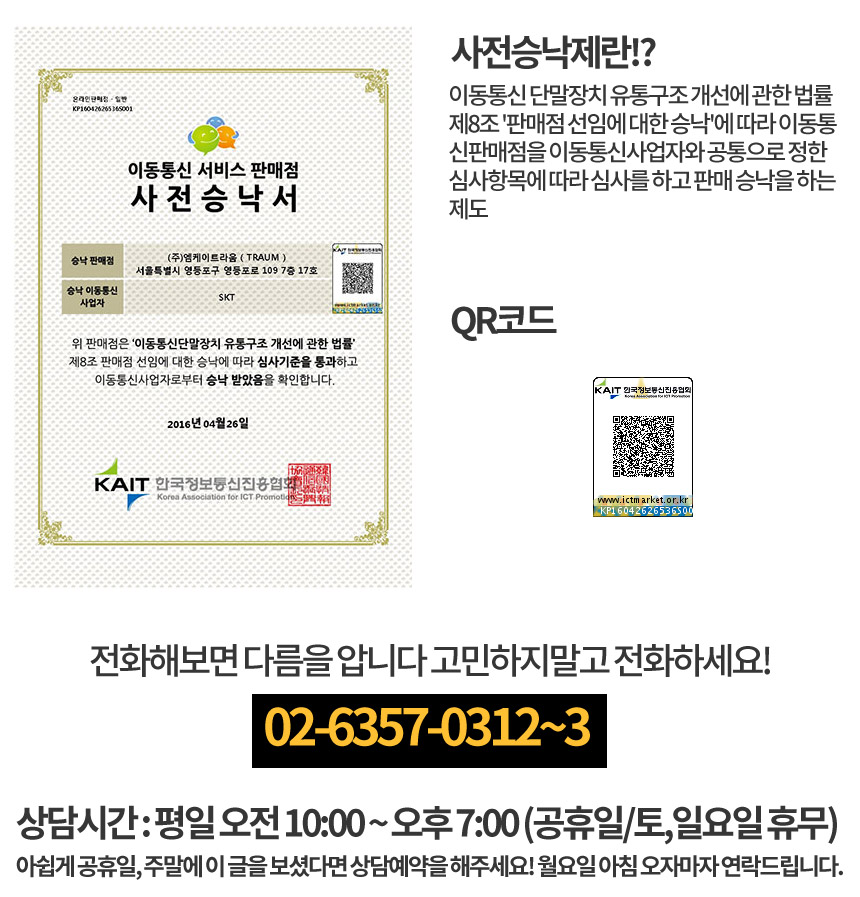 온라인판매점 - 일반
KP16042626536S001
이동통신 서비스 판매점
사 전 승 낙 서
승낙 판매점
(주)엠케이트라움 ( TRAUM )
서울특별시 영등포구 영등포로 109 7층 17호
승낙 이동통신
사업자
SKT
KAIT 한국정보통신진흥협회
www.ictmarket.or.kr
위 판매점은 '이동통신단말장치 유통구조 개선에 관한 법률'
제8조 판매점 선임에 대한 승낙에 따라 심사기준을 통과하고
이동통신사업자로부터 승낙 받았음을 확인합니다.
2016년 04월 26일
KAIT 한국정보통신진흥협회
Korea Association for ICT Promotion
사전승낙제란!?
이동통신 단말장치 유통구조 개선에 관한 법률
제8조 '판매점 선임에 대한 승낙'에 따라 이동통
신판매점을 이동통신사업자와 공통으로 정한
심사항목에 따라 심사를 하고 판매 승낙을 하는
제도
QR코드
KAIT 한국정보통신진흥협회
Korea Association for ICT Promotion
www.ictmarket.or.kr
KP16042626536S00
전화해보면 다름을 압니다 고민하지말고 전화하세요!
02-6357-0312~3
상담시간 : 평일 오전 10:00 ~ 오후 7:00 (공휴일/토,일요일 휴무)
아쉽게 공휴일, 주말에 이 글을 보셨다면 상담예약을 해주세요! 월요일 아침 오자마자 연락드립니다.